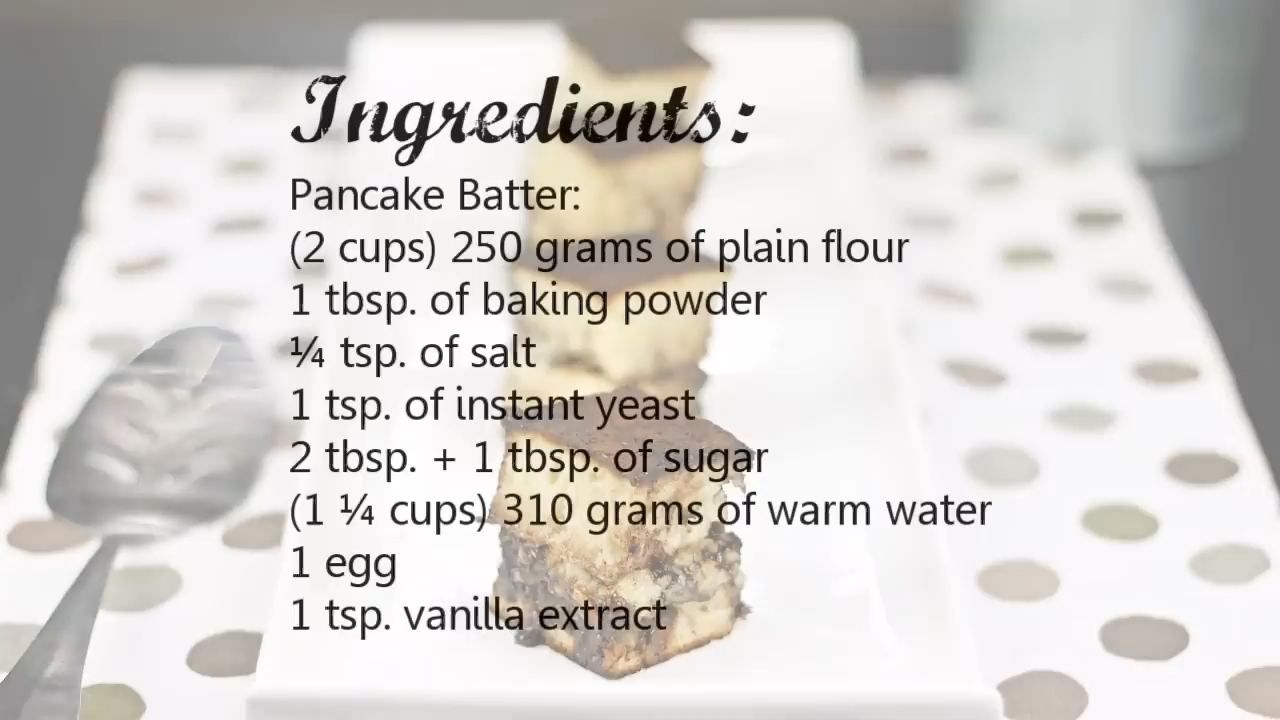 Ingredients:
Pancake Batter:
(2 cups) 250 grams of plain flour
1 tbsp. of baking powder
¼ tsp. of salt
1 tsp. of instant yeast
2 tbsp. + 1 tbsp. of sugar
(1 ¼ cups) 310 grams of warm water
1 egg
1 tsp. vanilla extract